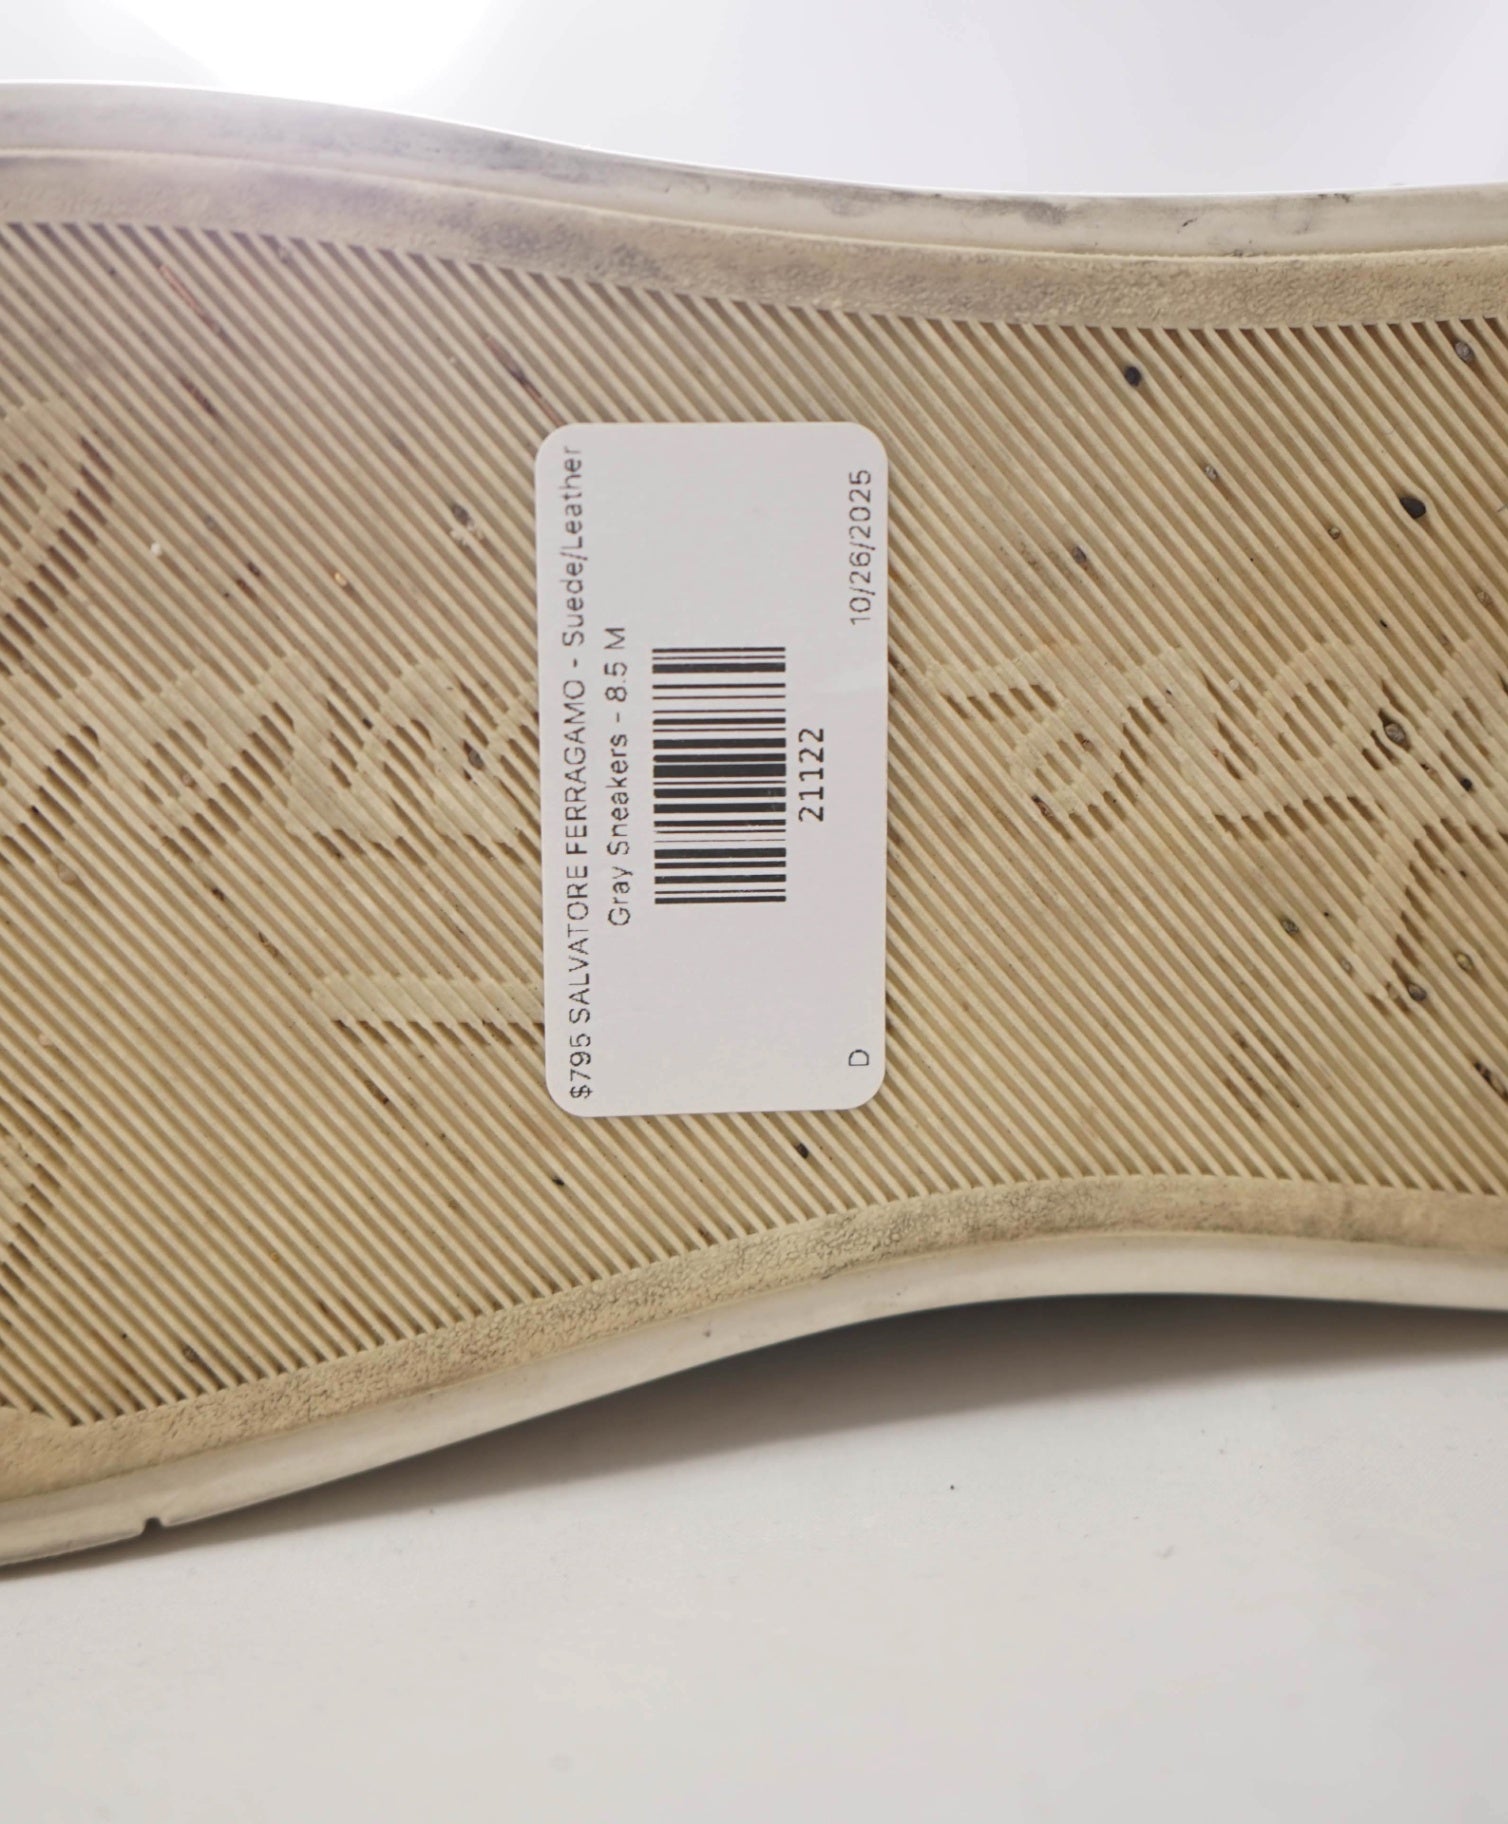 $795 SALVATORE FERRAGAMO - Suede/Leather
Gray Sneakers - 8.5 M
21122
D 10/26/2025